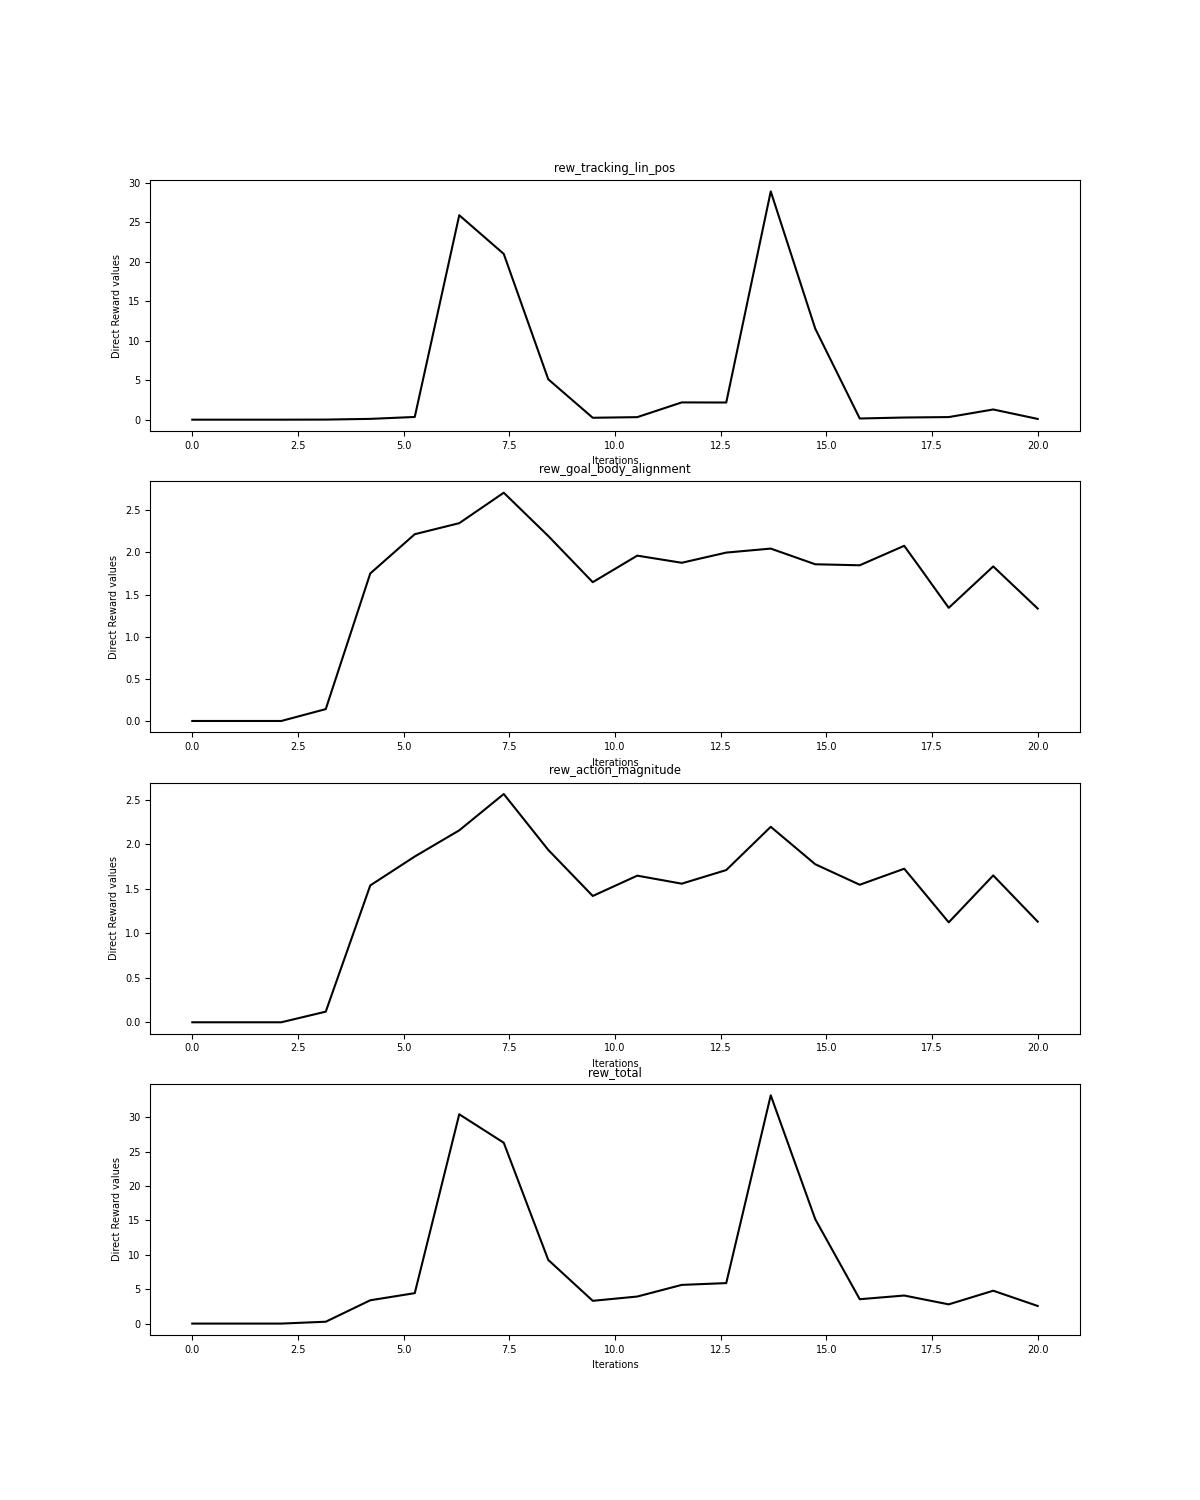 rew_tracking_lin_pos
30
25
20
15
10
5
0
Direct Reward values
0.0 2.5 5.0 7.5 10.0 12.5 15.0 17.5 20.0
Iterations
rew_goal_body_alignment
2.5
2.0
1.5
1.0
0.5
0.0
Direct Reward values
0.0 2.5 5.0 7.5 10.0 12.5 15.0 17.5 20.0
Iterations
rew_action_magnitude
2.5
2.0
1.5
1.0
0.5
0.0
Direct Reward values
0.0 2.5 5.0 7.5 10.0 12.5 15.0 17.5 20.0
Iterations
rew_total
30
25
20
15
10
5
0
Direct Reward values
0.0 2.5 5.0 7.5 10.0 12.5 15.0 17.5 20.0
Iterations